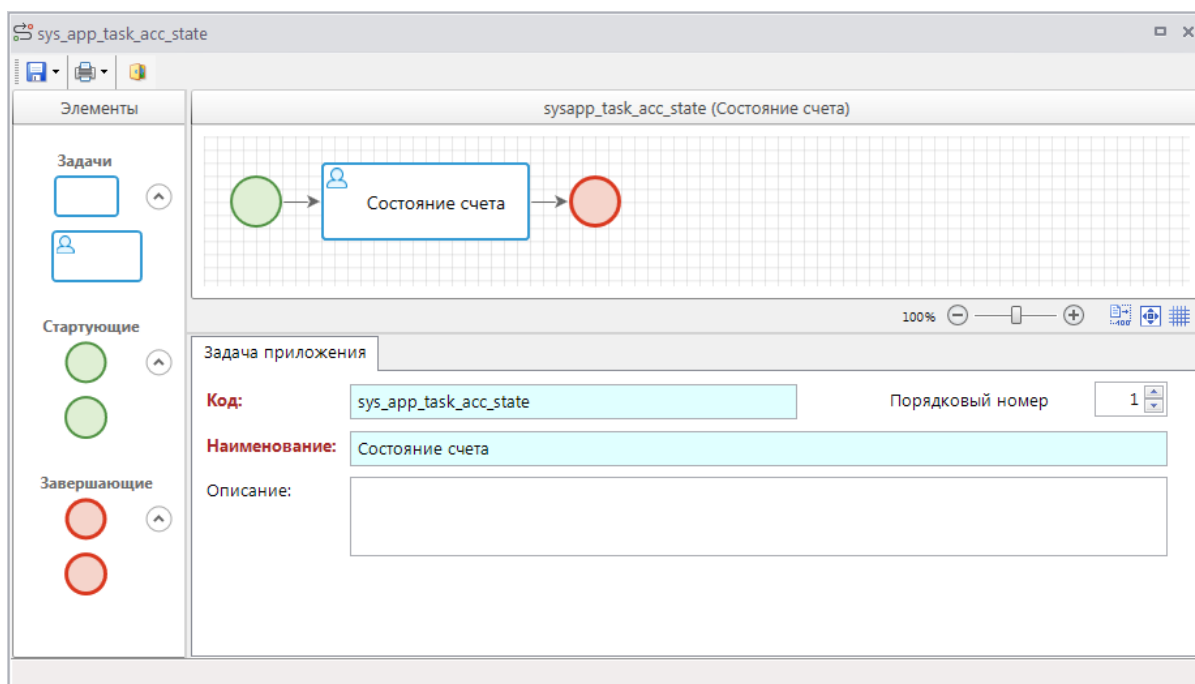 sys_app_task_acc_state
Элементы
sysapp_task_acc_state (Состояние счета)
Задачи
Состояние счета
Стартующие
100%
Задача приложения
Код:
sys_app_task_acc_state
Порядковый номер
1
Наименование:
Состояние счета
Описание:
Завершающие